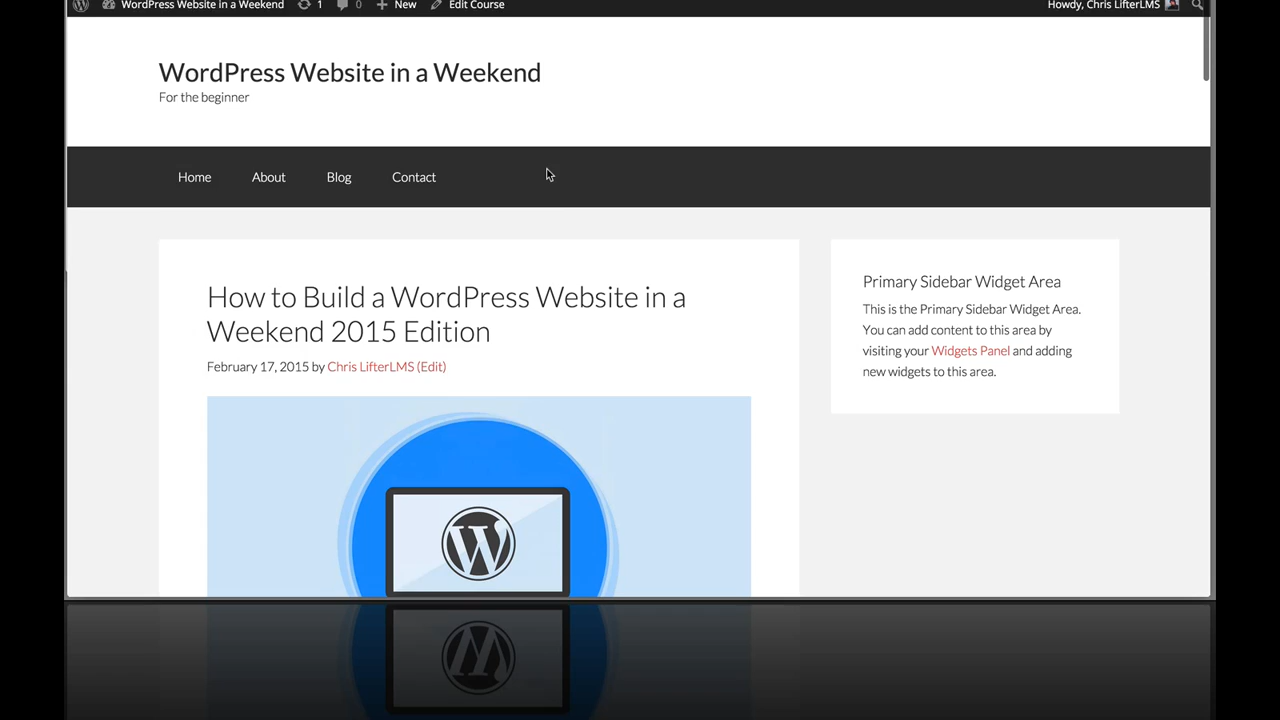 WordPress Website in a Weekend 1 0 New Edit Course Howdy, Chris LifterLMS
WordPress Website in a Weekend
For the beginner
Home About Blog Contact
How to Build a WordPress Website in a
Weekend 2015 Edition
February 17, 2015 by Chris LifterLMS (Edit)
Primary Sidebar Widget Area
This is the Primary Sidebar Widget Area.
You can add content to this area by
visiting your Widgets Panel and adding
new widgets to this area.